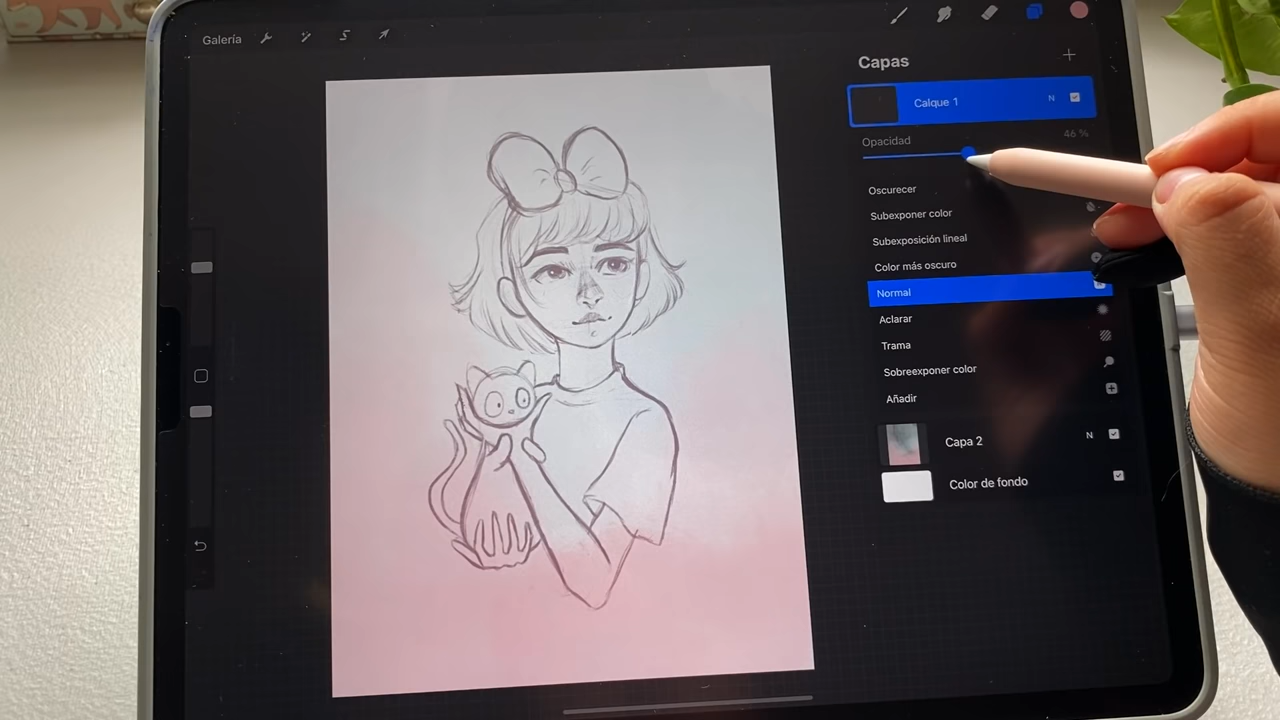 Galería
Capas
Calque 1 N
Opacidad 46 %
Oscurecer
Subexponer color
Subexposición lineal
Color más oscuro
Normal
Aclarar
Trama
Sobreexponer color
Añadir
Capa 2 N
Color de fondo